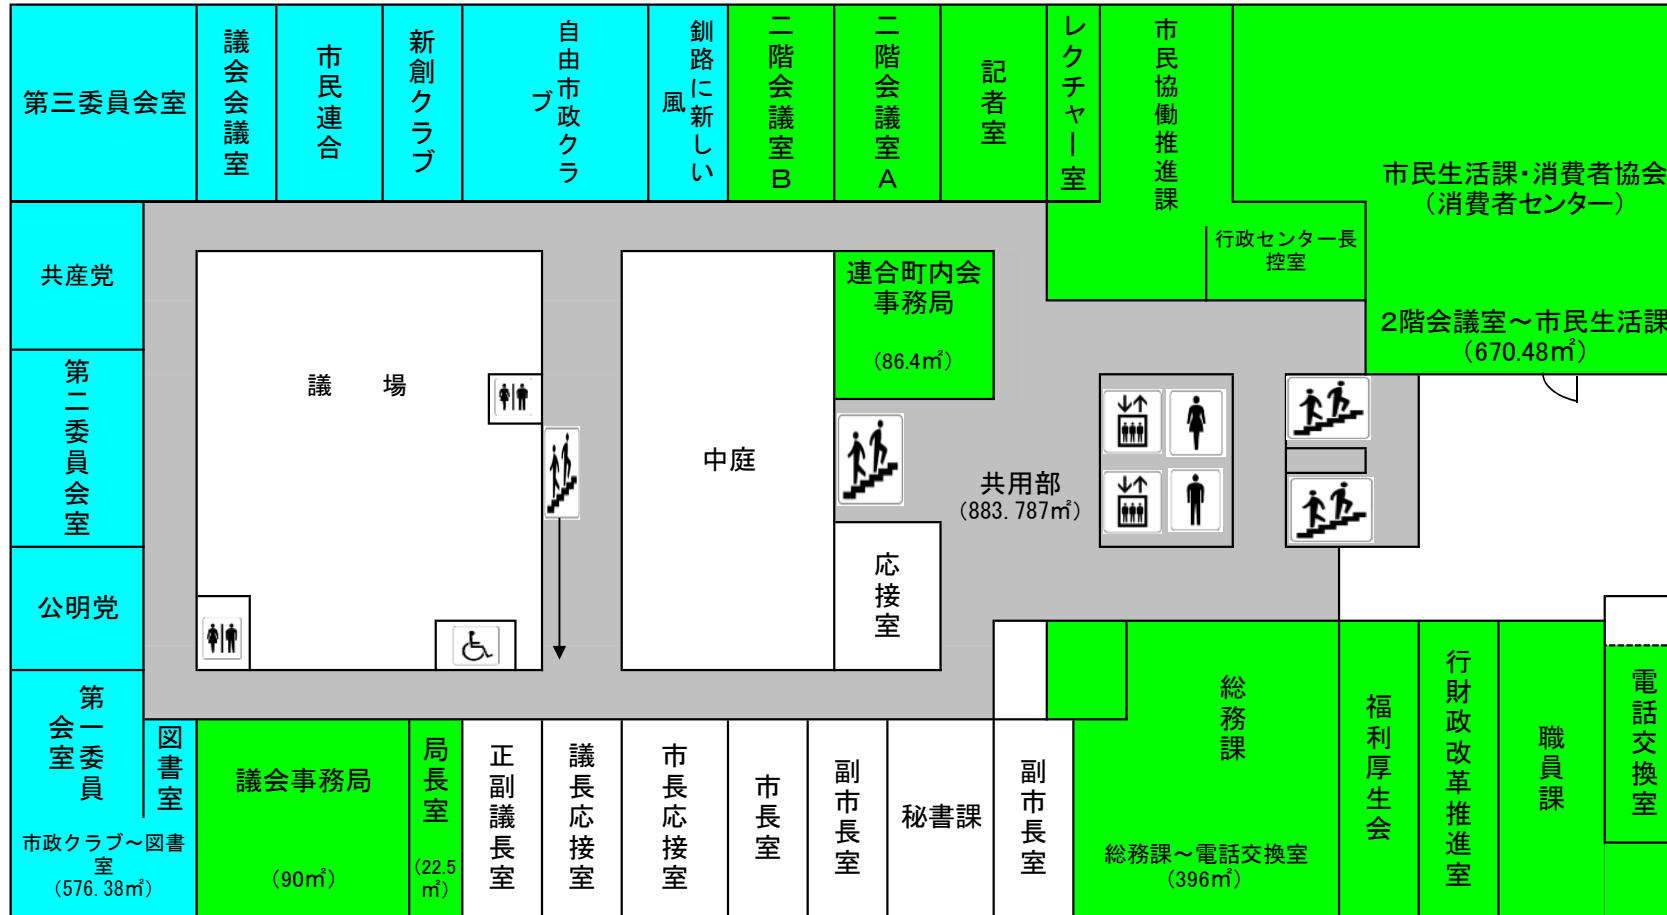 第三委員会室
議会会議室
市民連合
新創クラブ
自由市政クラ
ブ
釧路に新しい
風
二階会議室B
二階会議室A
記者室
レクチャー室
市民協働推進課
市民生活課・消費者協会
（消費者センター）
行政センター長
控室
2階会議室～市民生活課
（670.48㎡）
共産党
第二委員会室
公明党
議　場
中庭
連合町内会
事務局
（86.4㎡）
共用部
（883.787㎡）
応接室
第一委員
会室
図書室
市政クラブ～図書
室
（576.38㎡）
議会事務局
（90㎡）
局長室
（22.5
㎡）
正副議長室
議長応接室
市長応接室
市長室
副市長室
秘書課
副市長室
総務課
総務課～電話交換室
（396㎡）
福利厚生会
行財政改革推進室
職員課
電話交換室